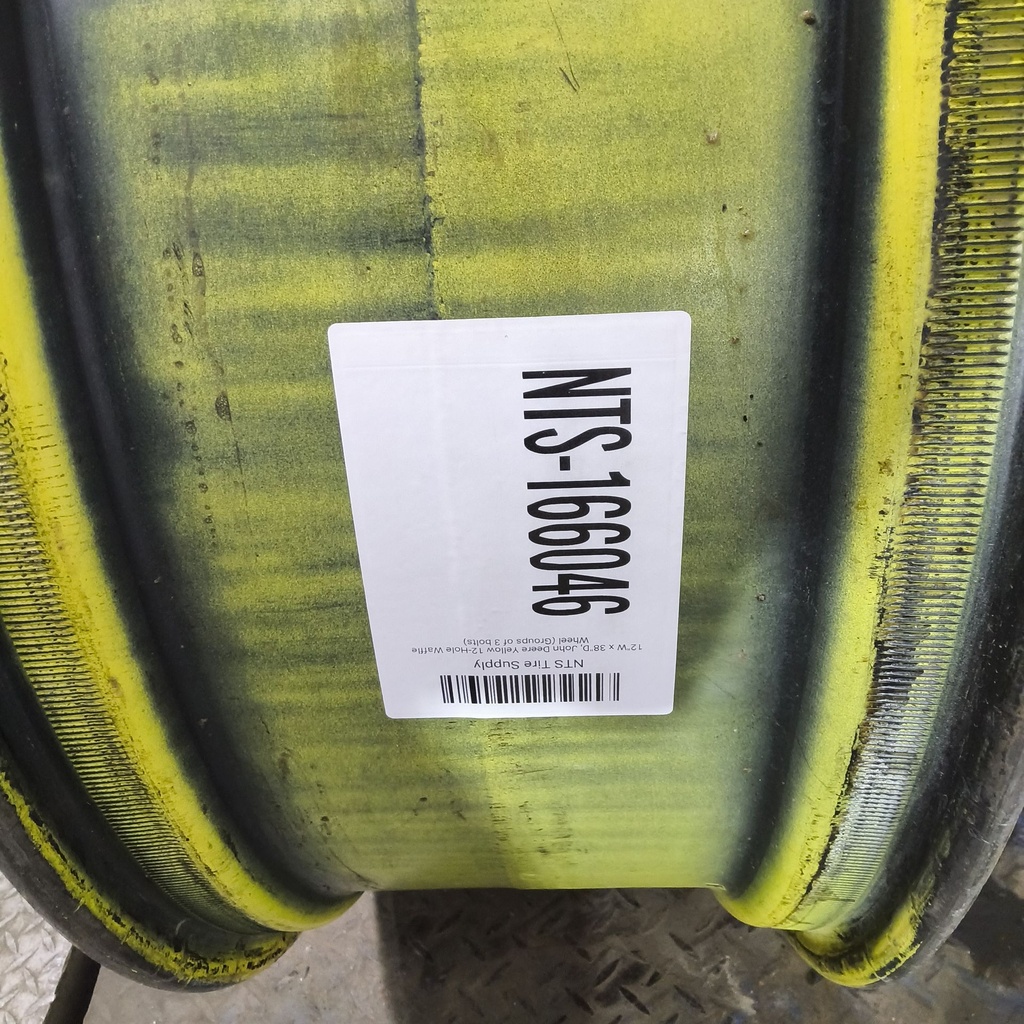 NTS-166046
NTS Tire Supply
12"W x 38"D, John Deere Yellow 12-Hole Waffle
Wheel (Groups of 3 bolts)